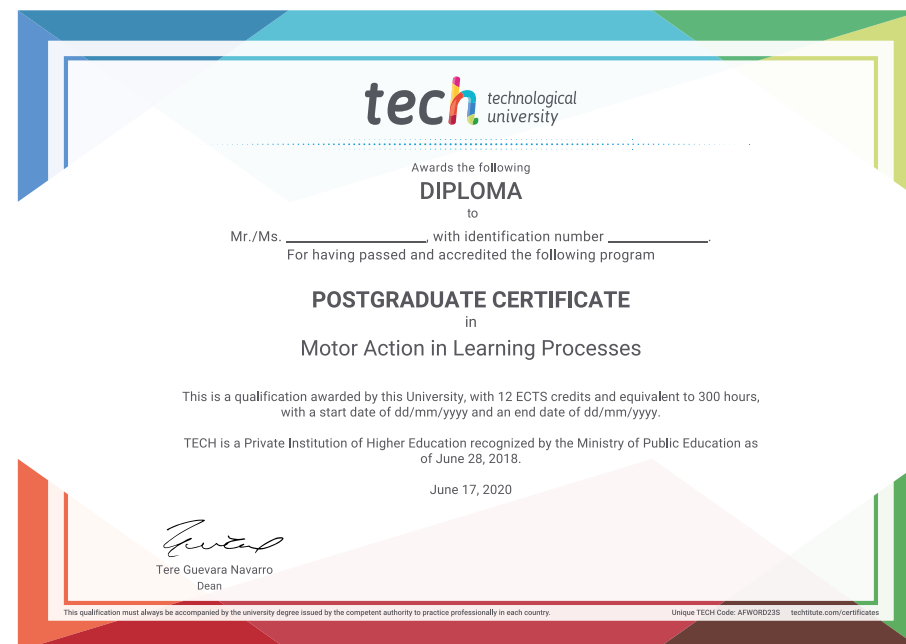 tech technological
university
Awards the following
DIPLOMA
to
Mr./Ms. ____________________, with identification number ______________.
For having passed and accredited the following program
POSTGRADUATE CERTIFICATE
in
Motor Action in Learning Processes
This is a qualification awarded by this University, with 12 ECTS credits and equivalent to 300 hours,
with a start date of dd/mm/yyyy and an end date of dd/mm/yyyy.
TECH is a Private Institution of Higher Education recognized by the Ministry of Public Education as
of June 28, 2018.
June 17, 2020
Tere Guevara Navarro
Dean
This qualification must always be accompanied by the university degree issued by the competent authority to practice professionally in each country.
Unique TECH Code: AFWORD23S techtitute.com/certificates